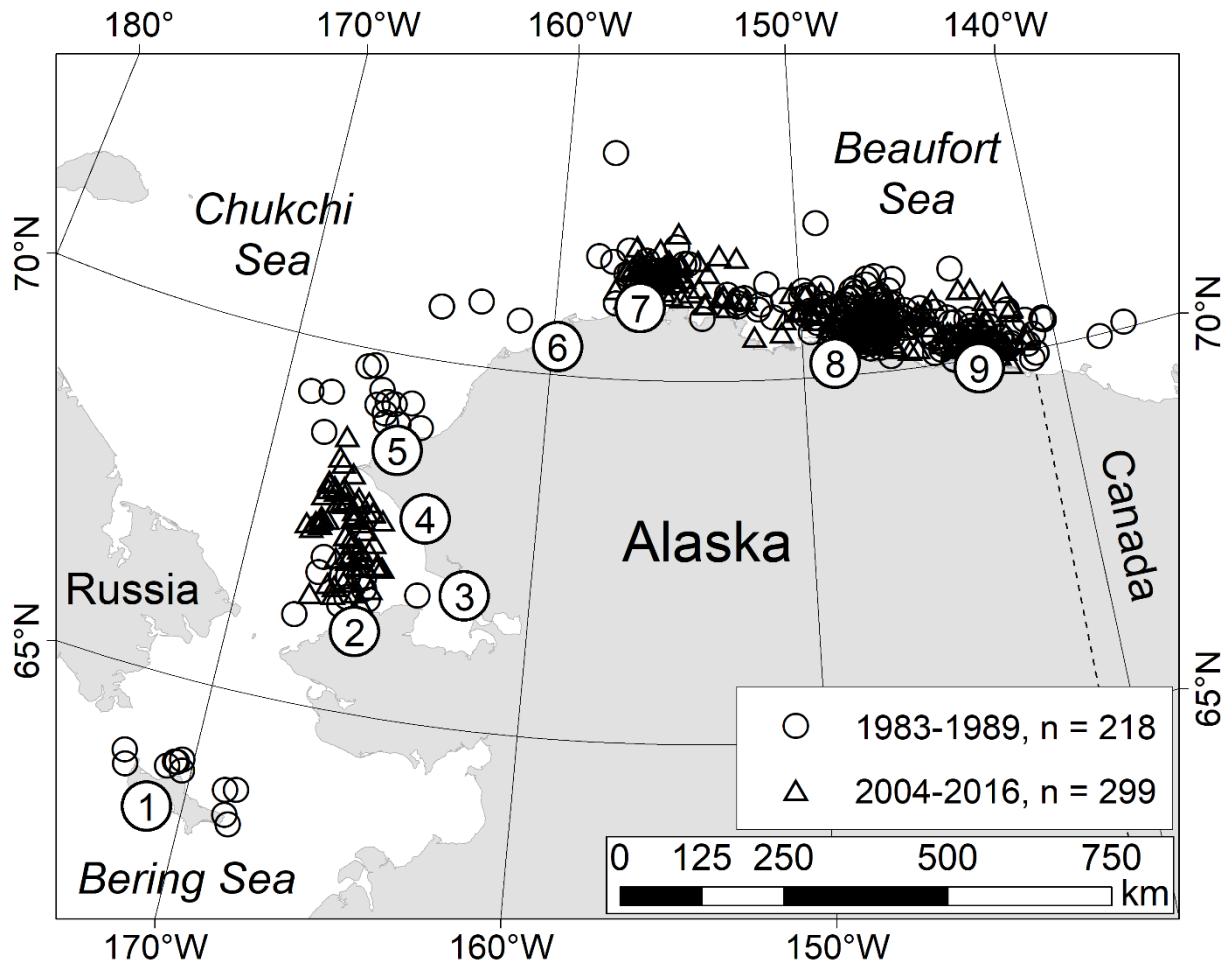 180°
170°W
160°W
150°W
140°W
Beaufort
Sea
Chukchi
Sea
70°N
70°N
7
6
8
9
5
4
Alaska
Canada
Russia
3
2
65°N
65°N
1983-1989, n = 218
2004-2016, n = 299
1
Bering Sea
0 125 250 500 750
km
170°W
160°W
150°W